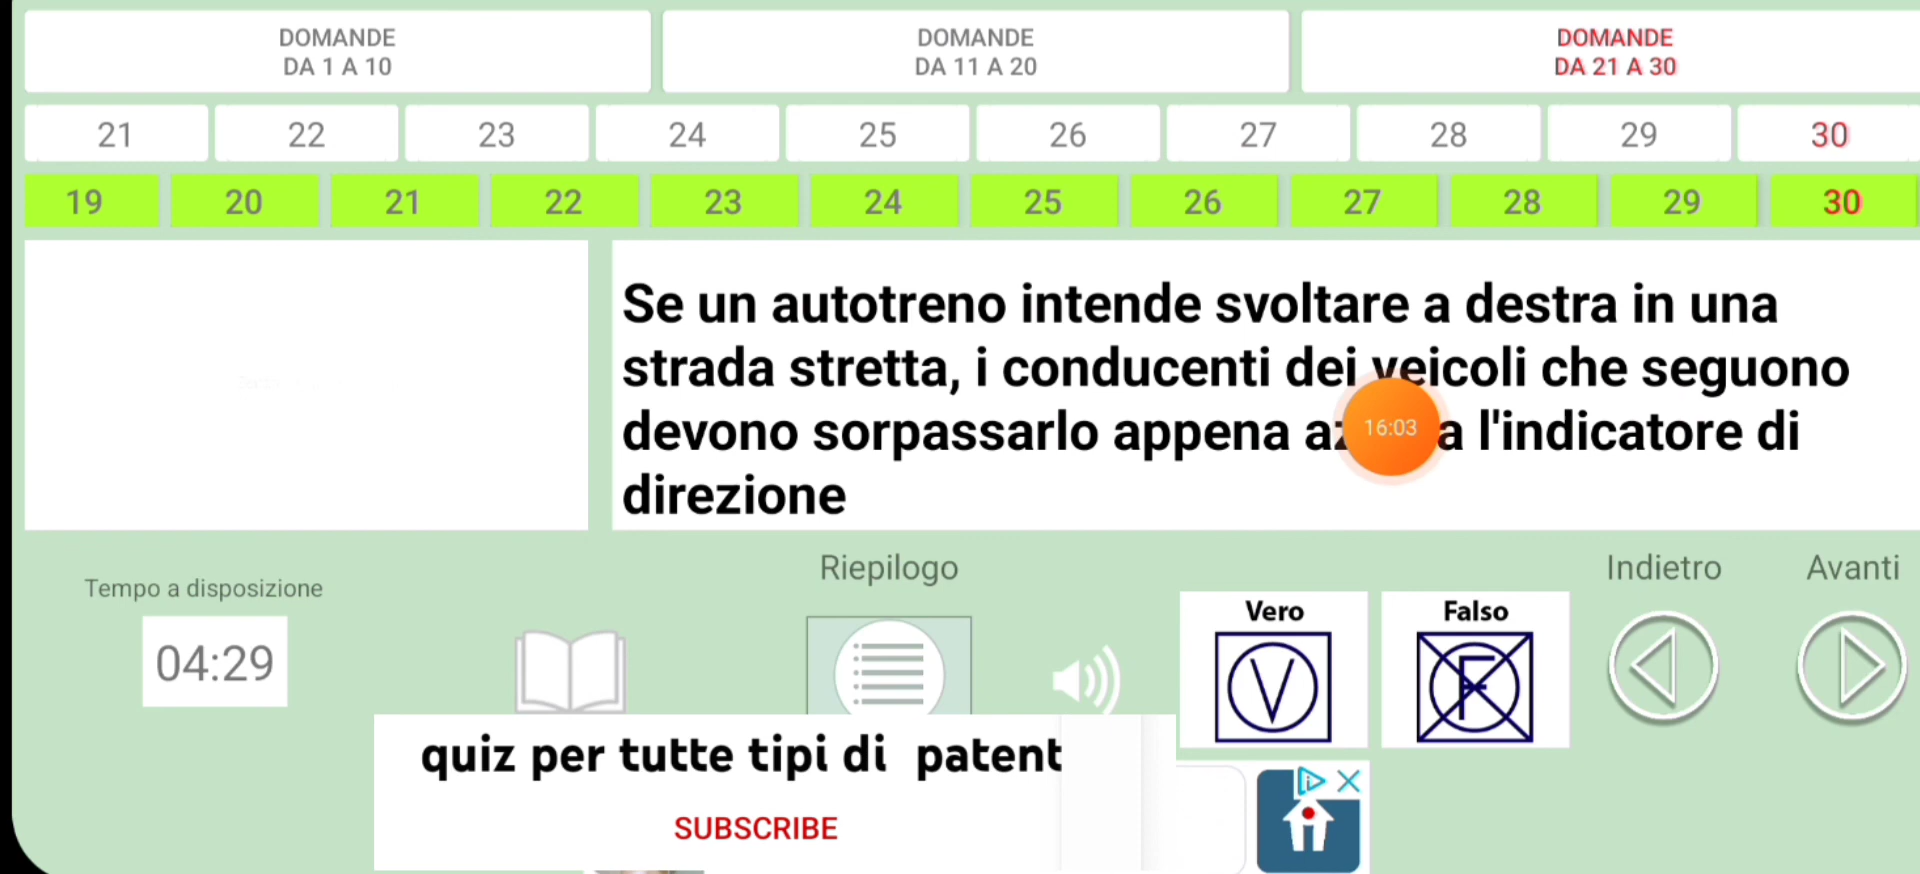 DOMANDE
DA 1 A 10
DOMANDE
DA 11 A 20
DOMANDE
DA 21 A 30
21 22 23 24 25 26 27 28 29 30
19 20 21 22 23 24 25 26 27 28 29 30
Se un autotreno intende svoltare a destra in una
strada stretta, i conducenti dei veicoli che seguono
devono sorpassarlo appena l'indicatore di
direzione
16:03
Tempo a disposizione
04:29
Riepilogo
Vero
V
Falso
F
Indietro
Avanti
quiz per tutte tipi di patent
SUBSCRIBE